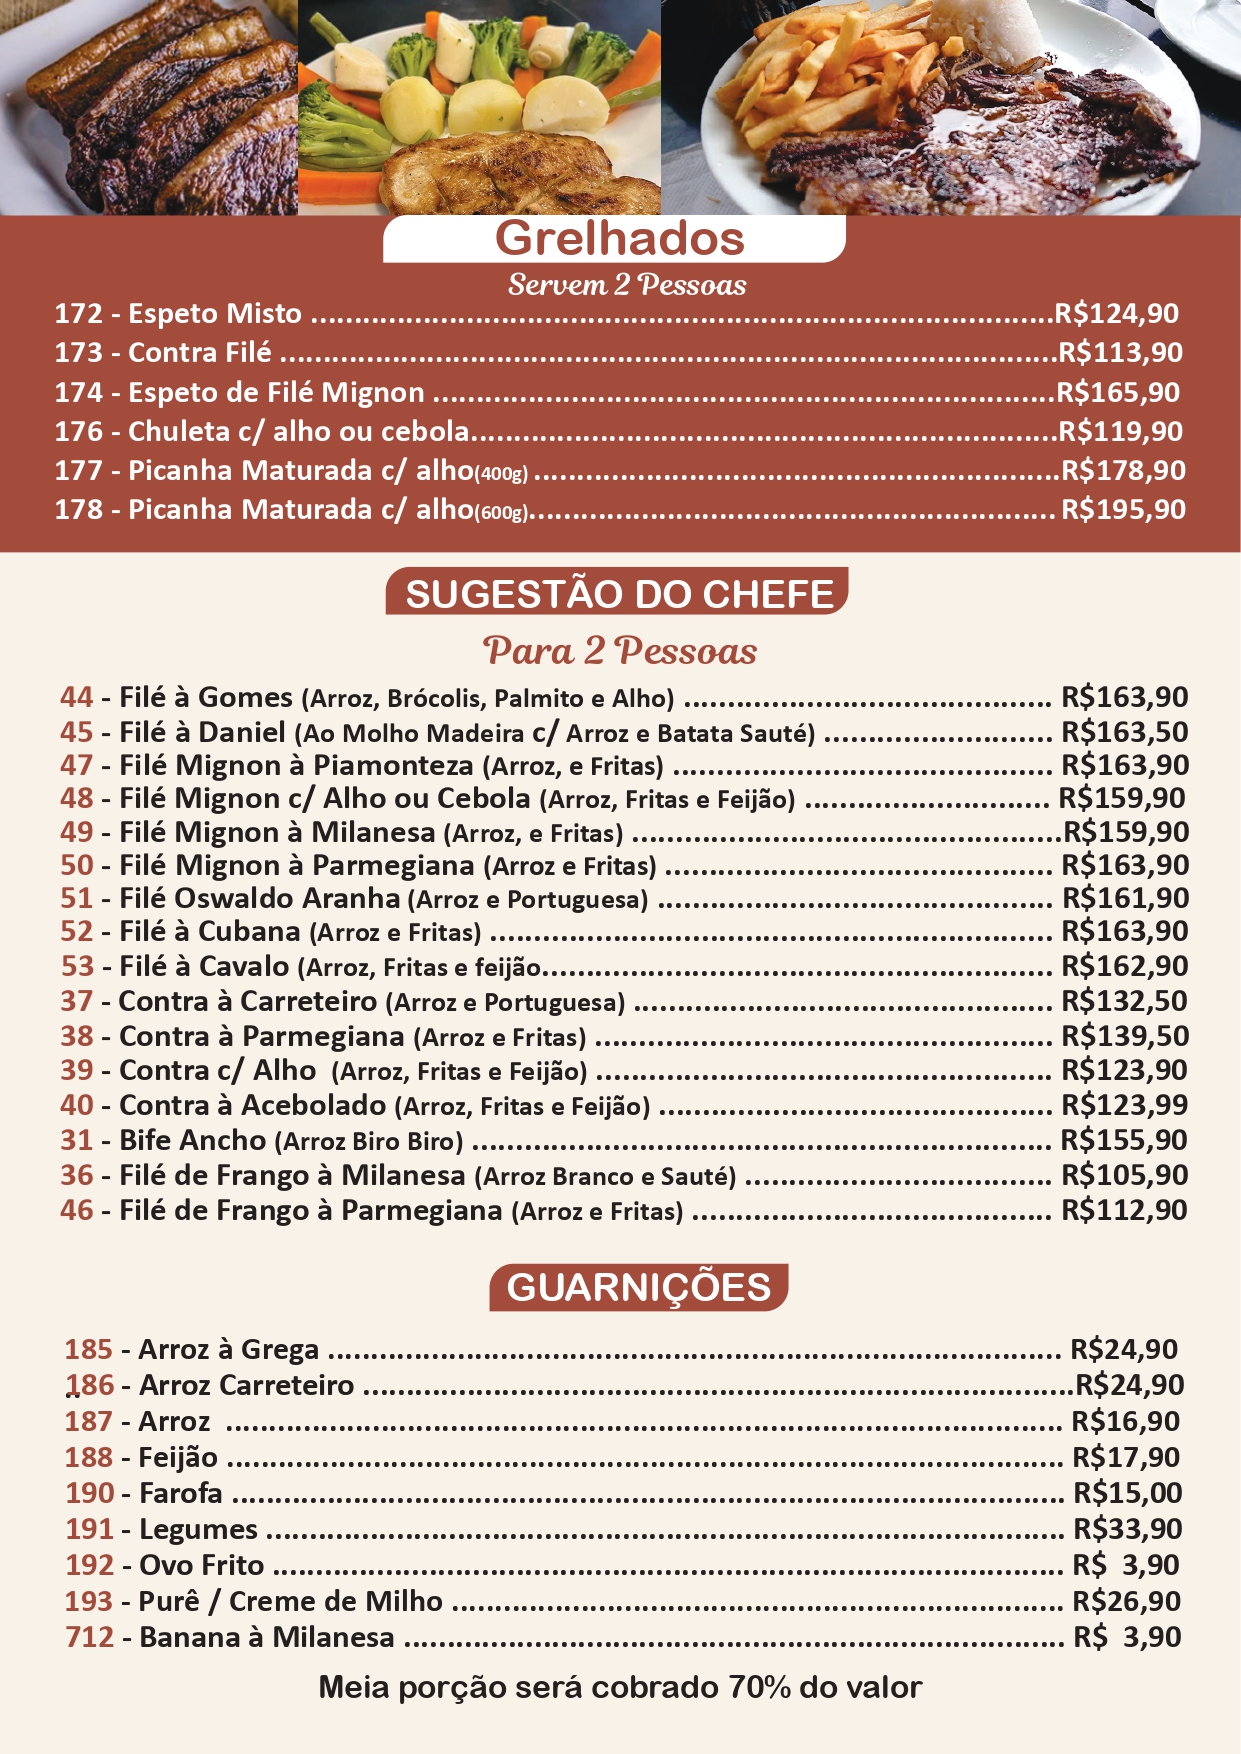 Grelhados
Servem 2 Pessoas
172 - Espeto Misto ..........R$124,90
173 - Contra Filé ..........R$113,90
174 - Espeto de Filé Mignon ..........R$165,90
176 - Chuleta c/ alho ou cebola..........R$119,90
177 - Picanha Maturada c/ alho(400g) ..........R$178,90
178 - Picanha Maturada c/ alho(600g).......... R$195,90
SUGESTÃO DO CHEFE
Para 2 Pessoas
44 - Filé à Gomes (Arroz, Brócolis, Palmito e Alho) .......... R$163,90
45 - Filé à Daniel (Ao Molho Madeira c/ Arroz e Batata Sauté) .......... R$163,50
47 - Filé Mignon à Piamonteza (Arroz, e Fritas) .......... R$163,90
48 - Filé Mignon c/ Alho ou Cebola (Arroz, Fritas e Feijão) .......... R$159,90
49 - Filé Mignon à Milanesa (Arroz, e Fritas) ..........R$159,90
50 - Filé Mignon à Parmegiana (Arroz e Fritas) .......... R$163,90
51 - Filé Oswaldo Aranha (Arroz e Portuguesa) .......... R$161,90
52 - Filé à Cubana (Arroz e Fritas) .......... R$163,90
53 - Filé à Cavalo (Arroz, Fritas e feijão.......... R$162,90
37 - Contra à Carreteiro (Arroz e Portuguesa) .......... R$132,50
38 - Contra à Parmegiana (Arroz e Fritas) .......... R$139,50
39 - Contra c/ Alho (Arroz, Fritas e Feijão) .......... R$123,90
40 - Contra à Acebolado (Arroz, Fritas e Feijão) .......... R$123,99
31 - Bife Ancho (Arroz Biro Biro) .......... R$155,90
36 - Filé de Frango à Milanesa (Arroz Branco e Sauté) .......... R$105,90
46 - Filé de Frango à Parmegiana (Arroz e Fritas) .......... R$112,90
GUARNIÇÕES
185 - Arroz à Grega .......... R$24,90
186 - Arroz Carreteiro ..........R$24,90
187 - Arroz .......... R$16,90
188 - Feijão .......... R$17,90
190 - Farofa .......... R$15,00
191 - Legumes .......... R$33,90
192 - Ovo Frito .......... R$ 3,90
193 - Purê / Creme de Milho .......... R$26,90
712 - Banana à Milanesa .......... R$ 3,90
Meia porção será cobrado 70% do valor